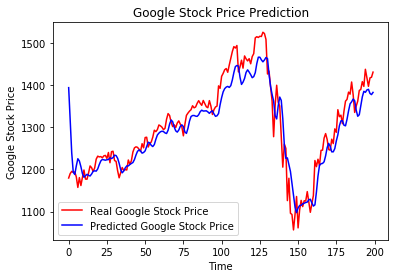 Google Stock Price Prediction
Google Stock Price
1500
1400
1300
1200
1100
Real Google Stock Price
Predicted Google Stock Price
0 25 50 75 100 125 150 175 200
Time